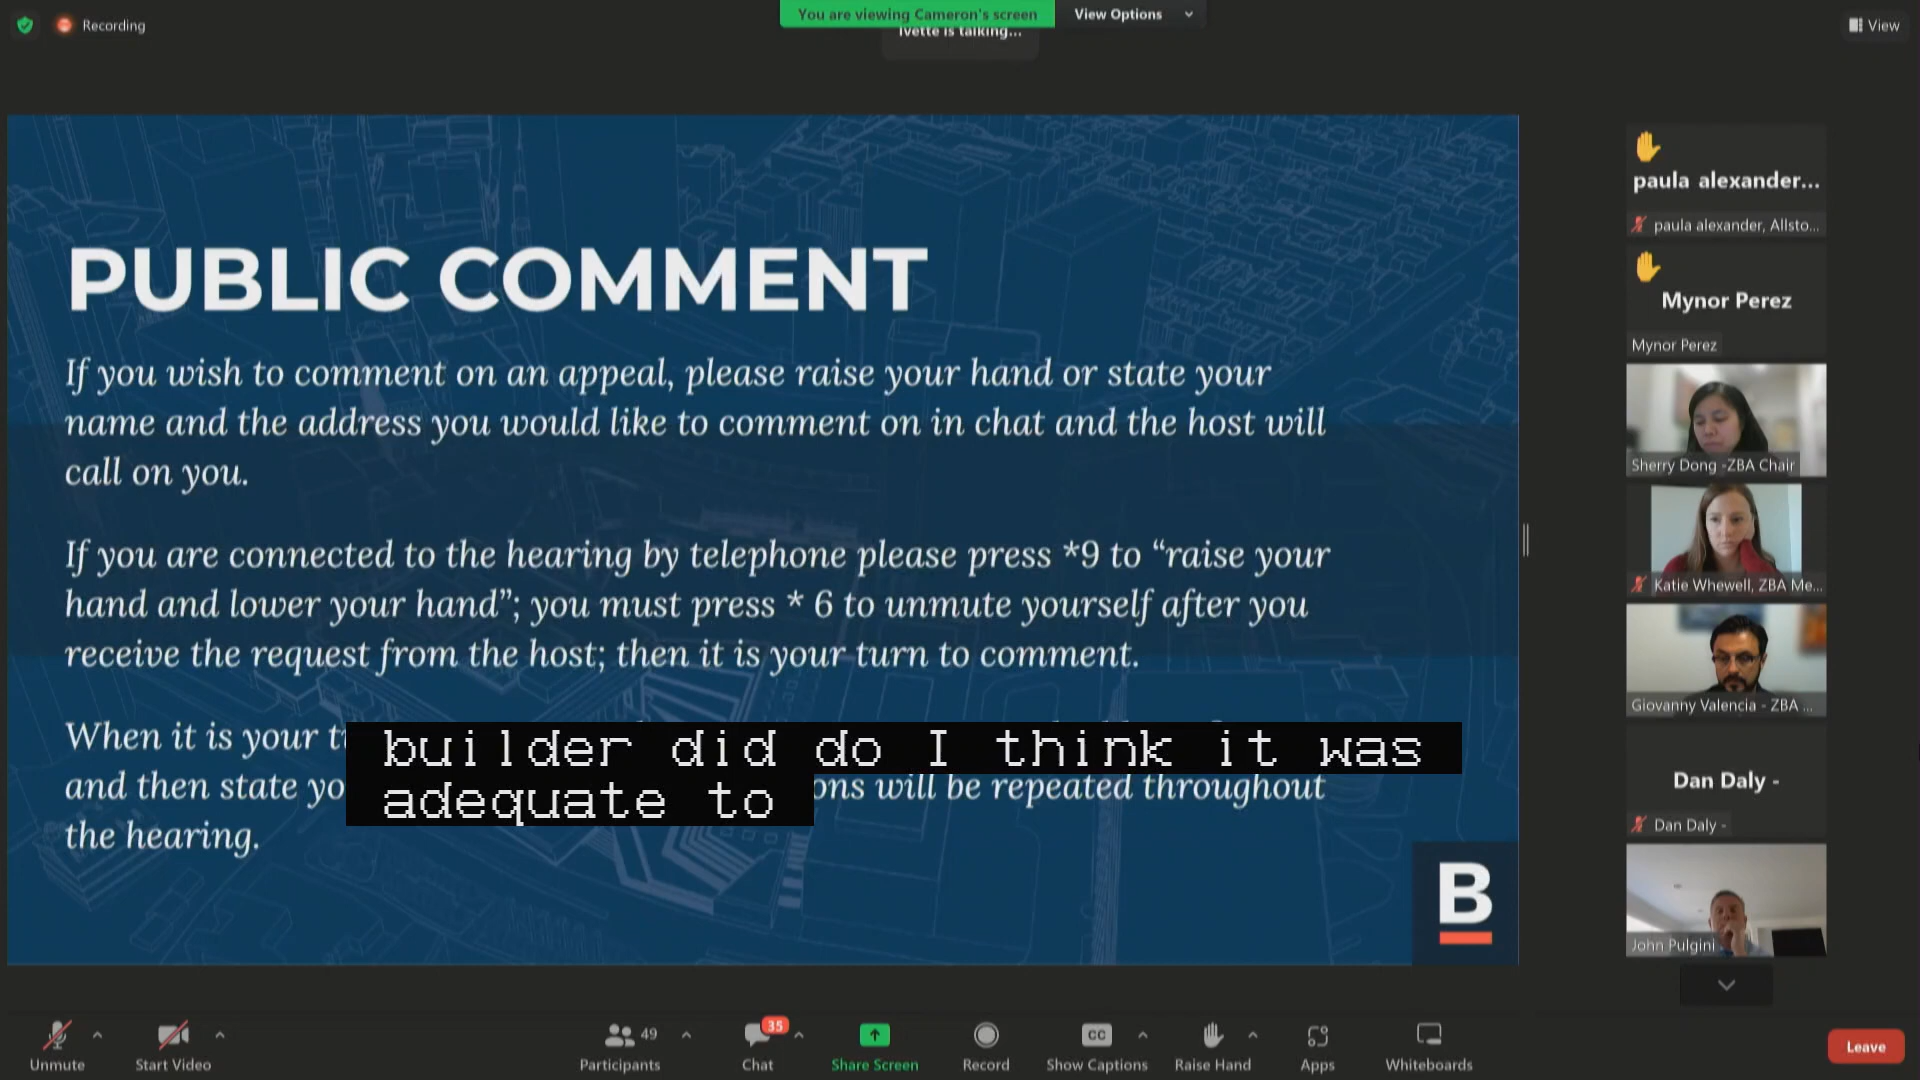 Recording
You are viewing Cameron's screen
View Options
Ivette is talking...
View
PUBLIC COMMENT
If you wish to comment on an appeal, please raise your hand or state your
name and the address you would like to comment on in chat and the host will
call on you.
If you are connected to the hearing by telephone please press *9 to “raise your
hand and lower your hand”; you must press * 6 to unmute yourself after you
receive the request from the host; then it is your turn to comment.
When it is your
and then state
ons will be repeated throughout
the hearing.
builder did do I think it was
adequate to
B
paula alexander...
paula alexander, Allsto...
Mynor Perez
Mynor Perez
Sherry Dong -ZBA Chair
Katie Whewell, ZBA Me...
Giovanny Valencia - ZBA ...
Dan Daly -
Dan Daly -
John Pulgini
Unmute
Start Video
49
Participants
35
Chat
Share Screen
Record
CC
Show Captions
Raise Hand
Apps
Whiteboards
Leave